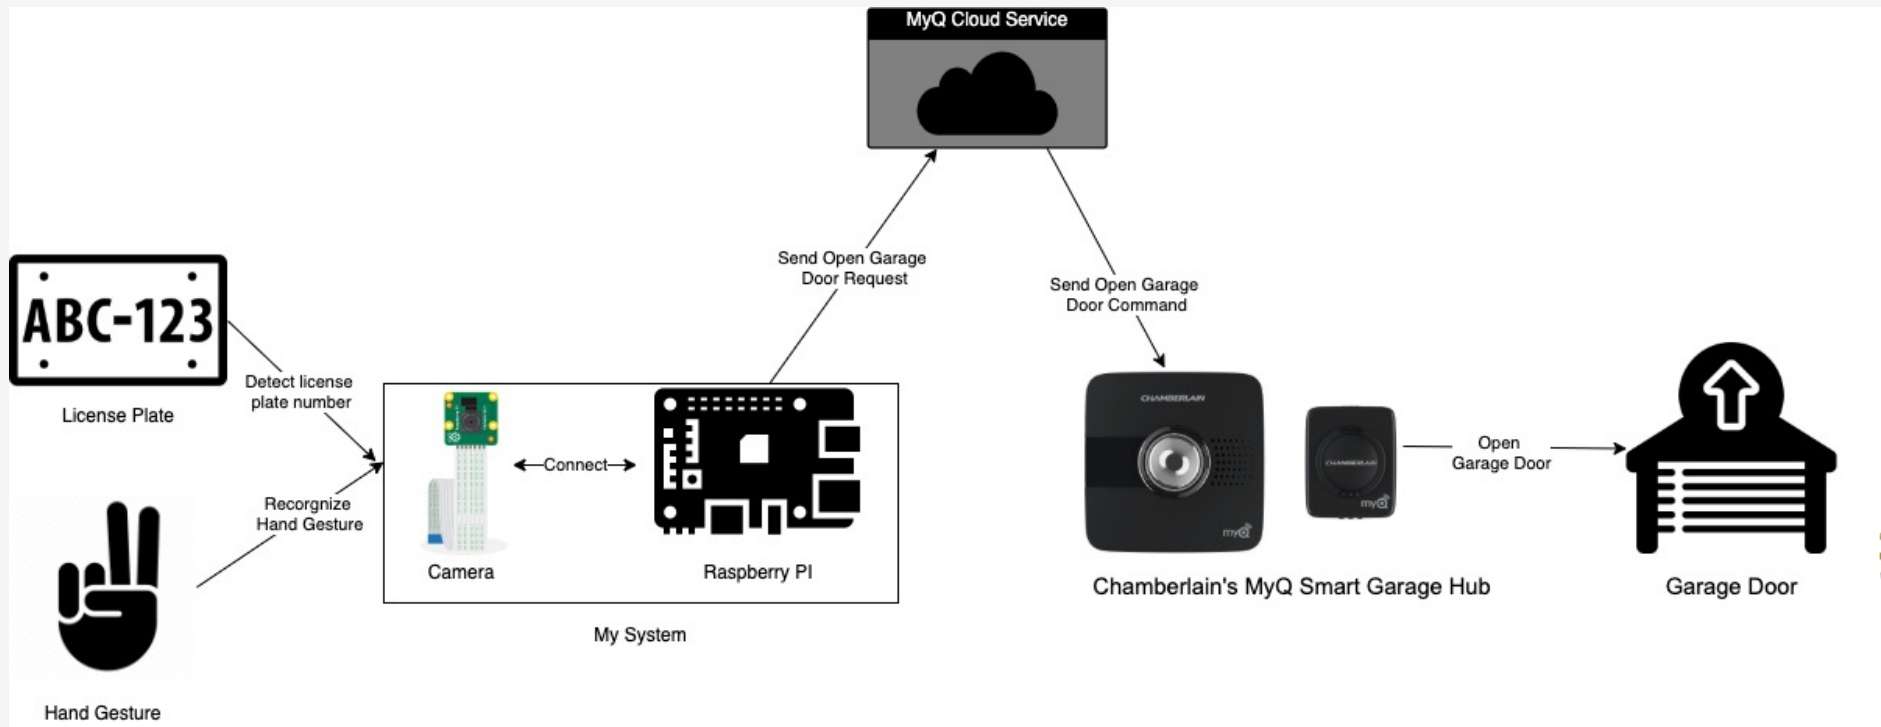 MyQ Cloud Service
Send Open Garage
Door Request
Send Open Garage
Door Command
ABC-123
License Plate
Detect license
plate number
Recorgnize
Hand Gesture
Hand Gesture
Connect
Camera
Raspberry PI
My System
CHAMBERLAIN
myQ
CHAMBERLAIN
myQ
Chamberlain's MyQ Smart Garage Hub
Open
Garage Door
Garage Door